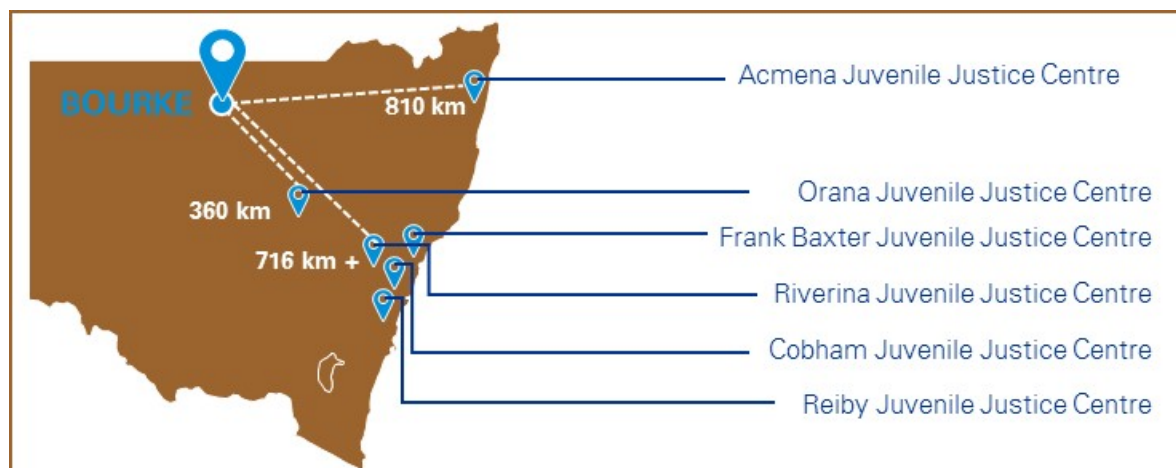 Acmena Juvenile Justice Centre
BOURKE
810 km
Orana Juvenile Justice Centre
360 km
Frank Baxter Juvenile Justice Centre
716 km +
Riverina Juvenile Justice Centre
Cobham Juvenile Justice Centre
Reiby Juvenile Justice Centre